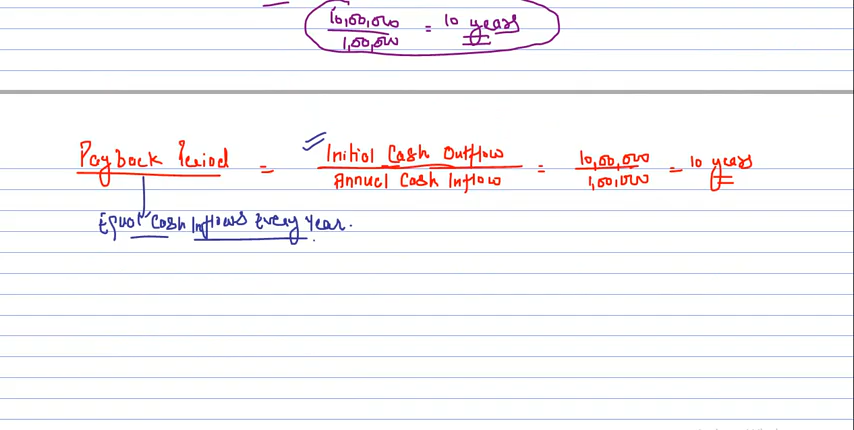 10,00,000 / 1,00,000 = 10 years
Payback Period = Initial Cash Outflow / Annual Cash Inflow = 10,00,000 / 1,00,000 = 10 years
Equal Cash Inflows Every Year.